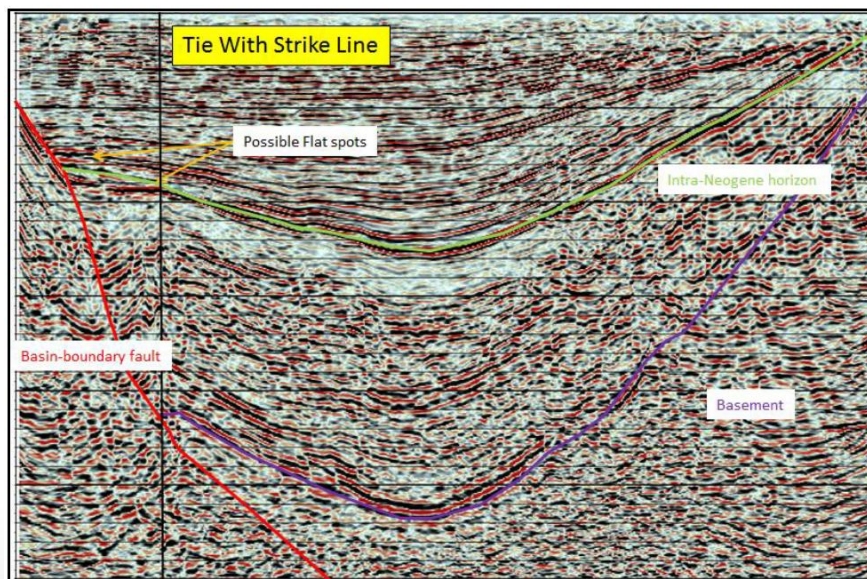 Tie With Strike Line
Possible Flat spots
Intra-Neogene horizon
Basin-boundary fault
Basement